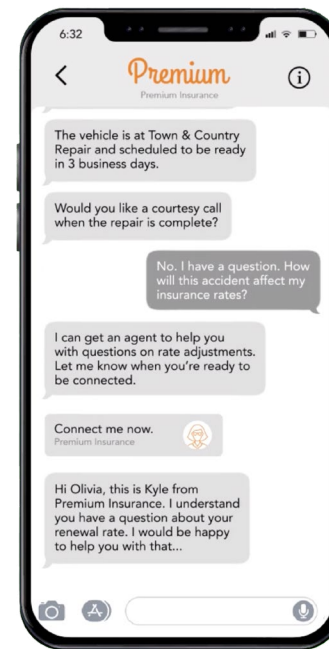 6:32
Premium
Premium Insurance
The vehicle is at Town & Country
Repair and scheduled to be ready
in 3 business days.
Would you like a courtesy call
when the repair is complete?
No. I have a question. How
will this accident affect my
insurance rates?
I can get an agent to help you
with questions on rate adjustments.
Let me know when you’re ready to
be connected.
Connect me now.
Premium Insurance
Hi Olivia, this is Kyle from
Premium Insurance. I understand
you have a question about your
renewal rate. I would be happy
to help you with that...